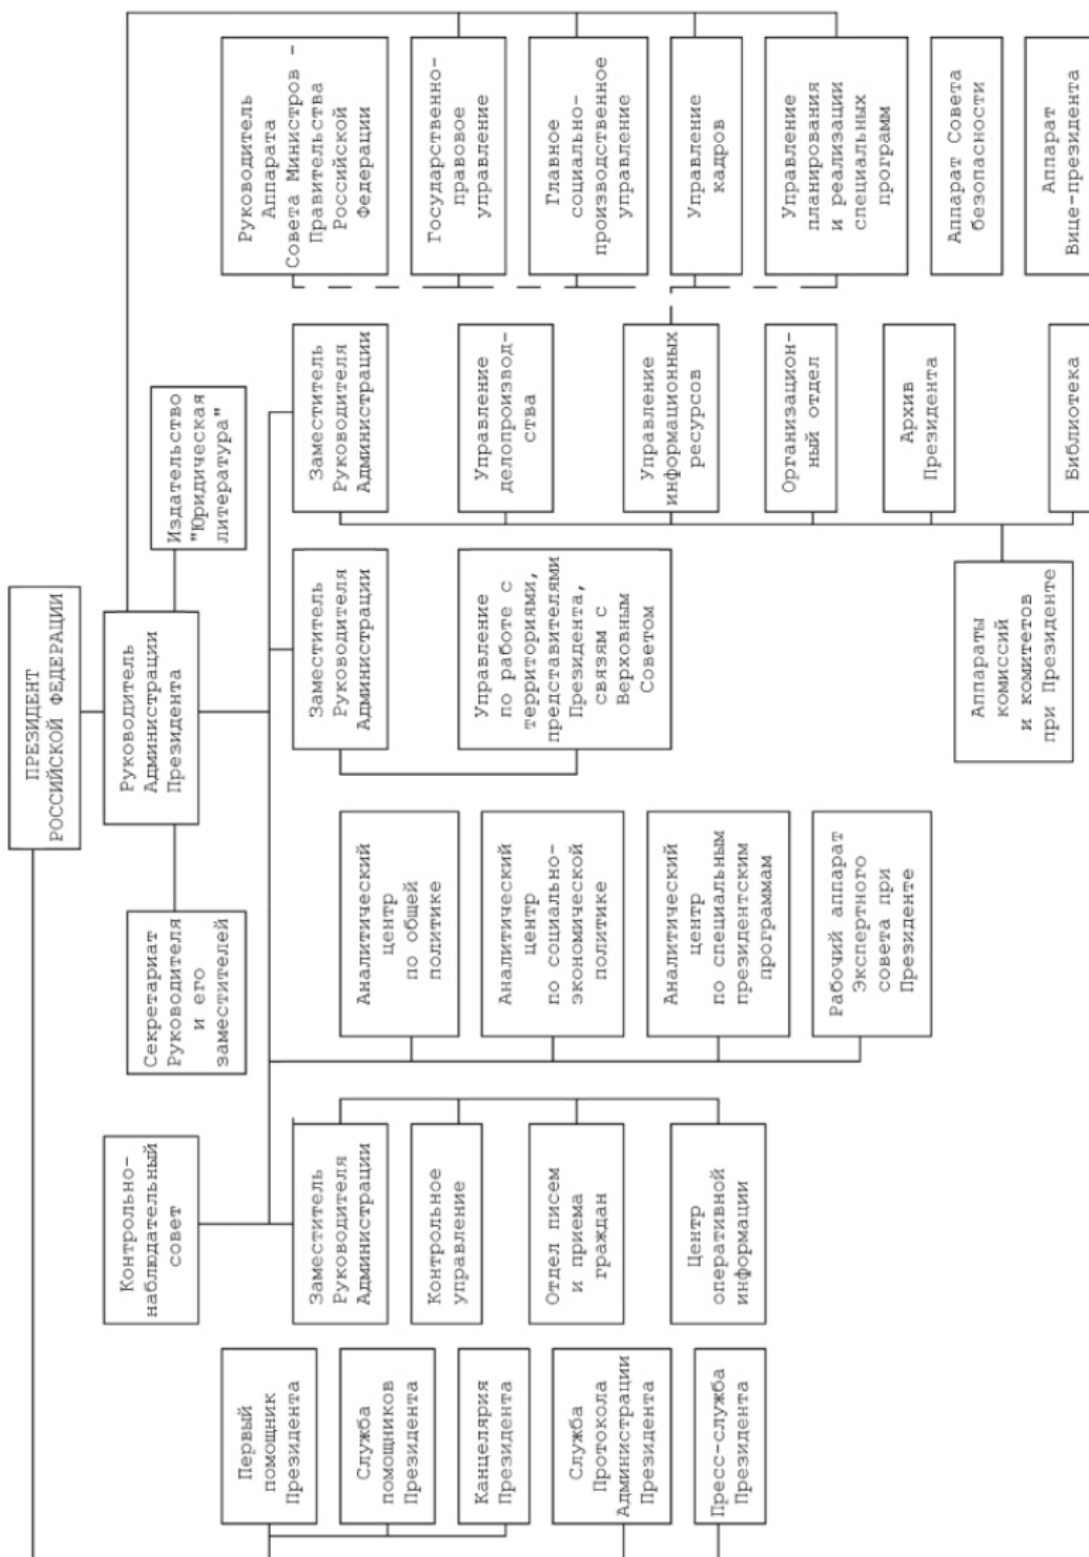 ПРЕЗИДЕНТ
РОССИЙСКОЙ ФЕДЕРАЦИИ
Контрольно-
наблюдательный
совет
Руководитель
Администрации
Президента
Секретариат
Руководителя
и его
заместителей
Издательство
"Юридическая
литература"
Первый
помощник
Президента
Служба
помощников
Президента
Канцелярия
Президента
Служба
Протокола
Администрации
Президента
Пресс-служба
Президента
Заместитель
Руководителя
Администрации
Контрольное
управление
Отдел писем
и приема
граждан
Центр
оперативной
информации
Аналитический
центр
по общей
политике
Аналитический
центр
по социально-
экономической
политике
Аналитический
центр
по специальным
президентским
программам
Рабочий аппарат
Экспертного
совета при
Президенте
Заместитель
Руководителя
Администрации
Управление
по работе с
территориями,
представителями
Президента,
связям с
Верховным
Советом
Заместитель
Руководителя
Администрации
Управление
делопроизвод-
ства
Управление
информационных
ресурсов
Организацион-
ный отдел
Архив
Президента
Библиотека
Аппараты
комиссий
и комитетов
при Президенте
Руководитель
Аппарата
Совета Министров -
Правительства
Российской
Федерации
Государственно-
правовое
управление
Главное
социально-
производственное
управление
Управление
кадров
Управление
планирования
и реализации
специальных
программ
Аппарат Совета
безопасности
Аппарат
Вице-президента